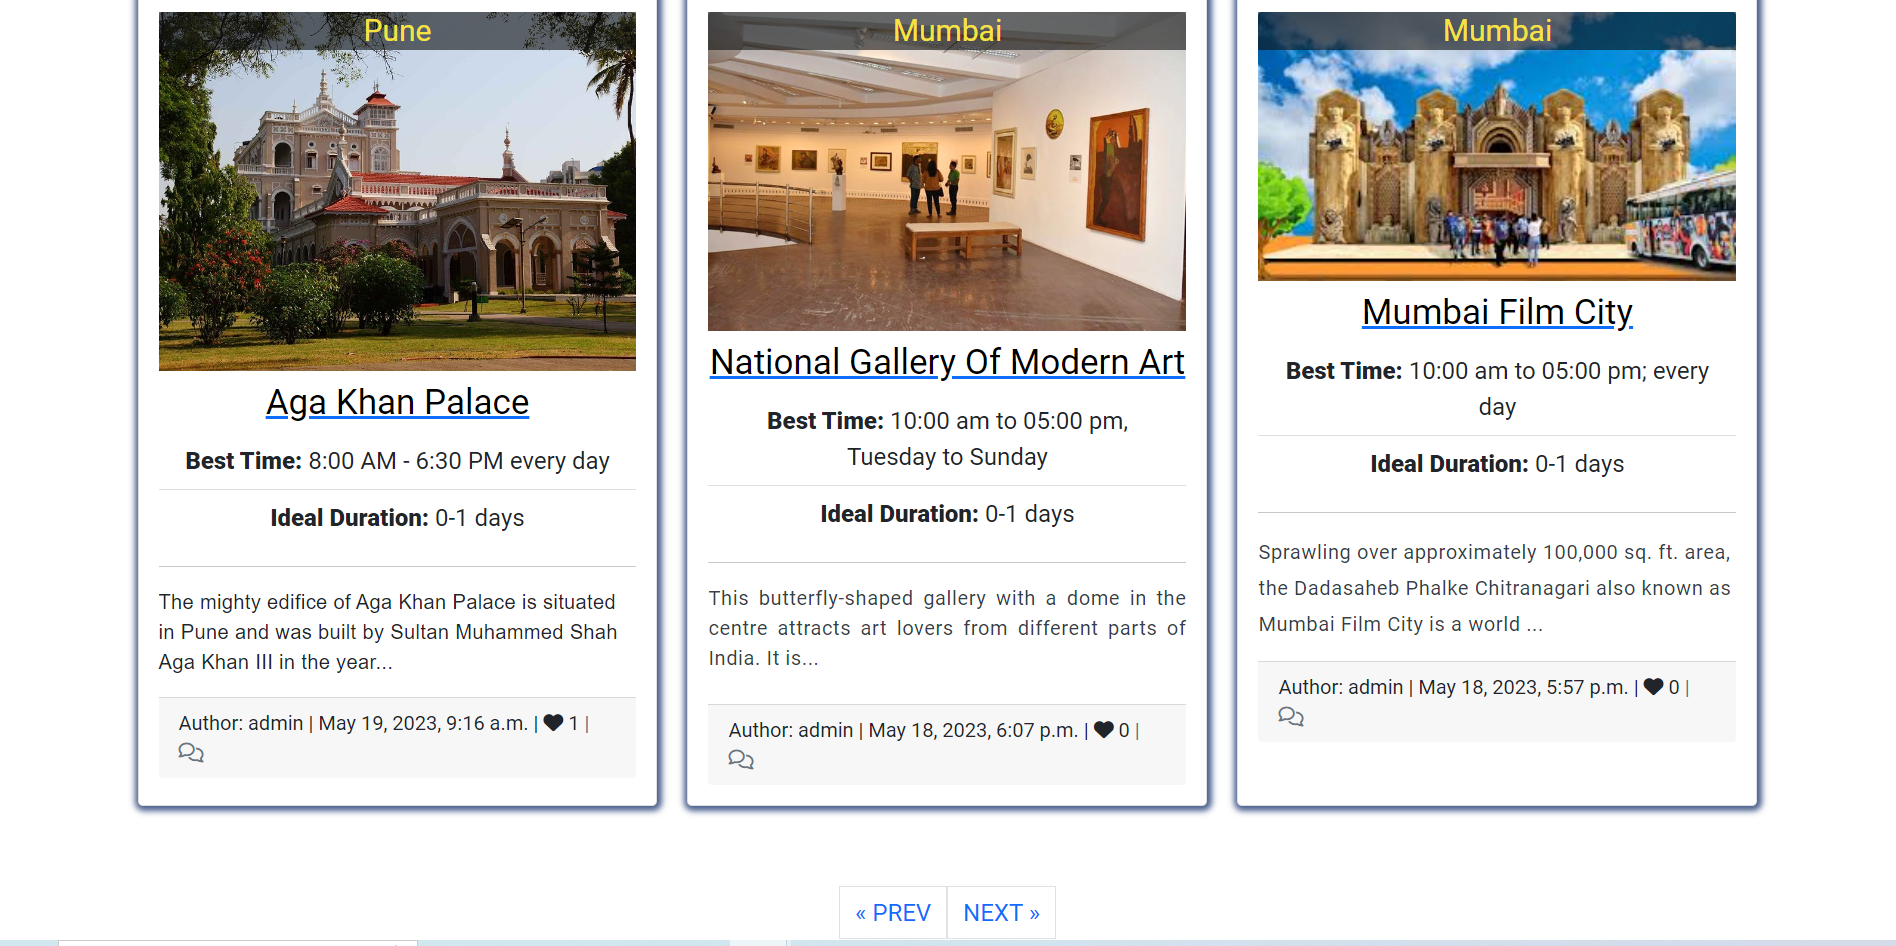 Pune
Aga Khan Palace
Best Time: 8:00 AM - 6:30 PM every day
Ideal Duration: 0-1 days
The mighty edifice of Aga Khan Palace is situated
in Pune and was built by Sultan Muhammed Shah
Aga Khan III in the year...
Author: admin | May 19, 2023, 9:16 a.m. | 1 |
Mumbai
National Gallery Of Modern Art
Best Time: 10:00 am to 05:00 pm,
Tuesday to Sunday
Ideal Duration: 0-1 days
This butterfly-shaped gallery with a dome in the
centre attracts art lovers from different parts of
India. It is...
Author: admin | May 18, 2023, 6:07 p.m. | 0 |
Mumbai
Mumbai Film City
Best Time: 10:00 am to 05:00 pm; every
day
Ideal Duration: 0-1 days
Sprawling over approximately 100,000 sq. ft. area,
the Dadasaheb Phalke Chitranagari also known as
Mumbai Film City is a world ...
Author: admin | May 18, 2023, 5:57 p.m. | 0 |
« PREV NEXT »